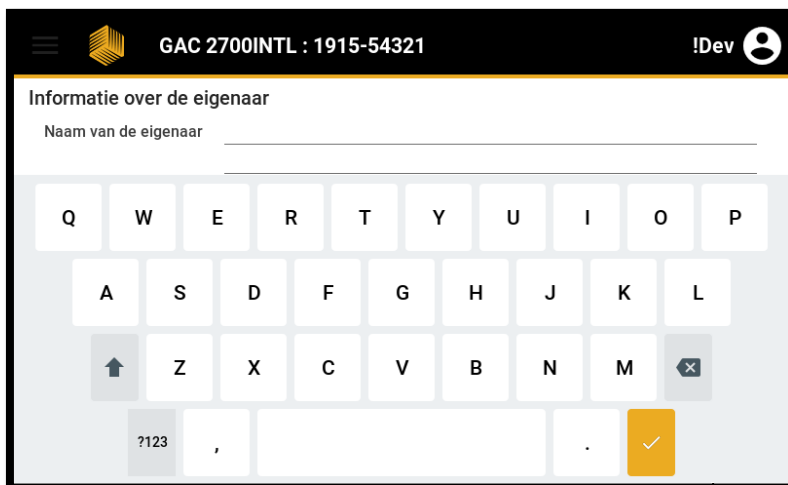 GAC 2700INTL : 1915-54321 !Dev
Informatie over de eigenaar
Naam van de eigenaar
Q W E R T Y U I O P
A S D F G H J K L
Z X C V B N M
?123 , .